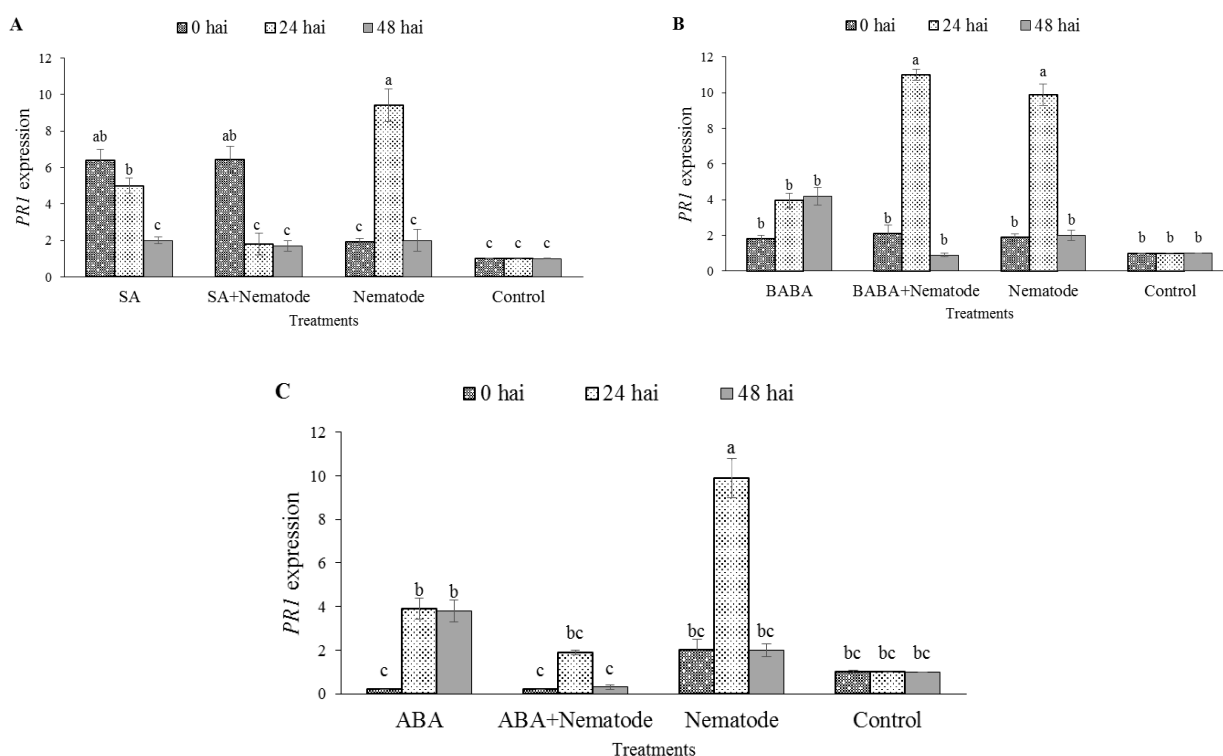 A
0 hai 24 hai 48 hai
12
10
8
6
4
2
0
PR1 expression
ab b c
ab c c
c a c
c c c
SA SA+Nematode Nematode Control
Treatments
B
0 hai 24 hai 48 hai
12
10
8
6
4
2
0
PR1 expression
b b b
b a b
b a b
b b b
BABA BABA+Nematode Nematode Control
Treatments
C
0 hai 24 hai 48 hai
12
10
8
6
4
2
0
PR1 expression
c b b
c bc c
bc a bc
bc bc bc
ABA ABA+Nematode Nematode Control
Treatments